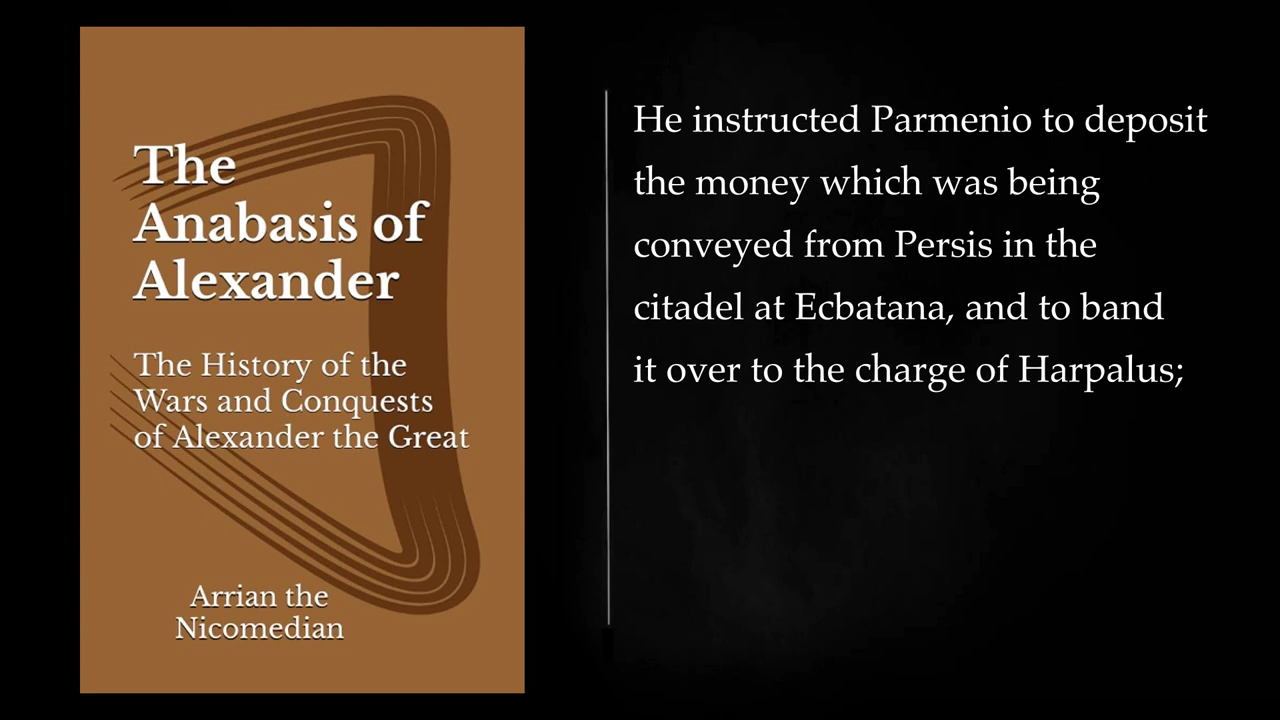 The
Anabasis of
Alexander
The History of the
Wars and Conquests
of Alexander the Great
Arrian the
Nicomedian
He instructed Parmenio to deposit
the money which was being
conveyed from Persis in the
citadel at Ecbatana, and to band
it over to the charge of Harpalus;